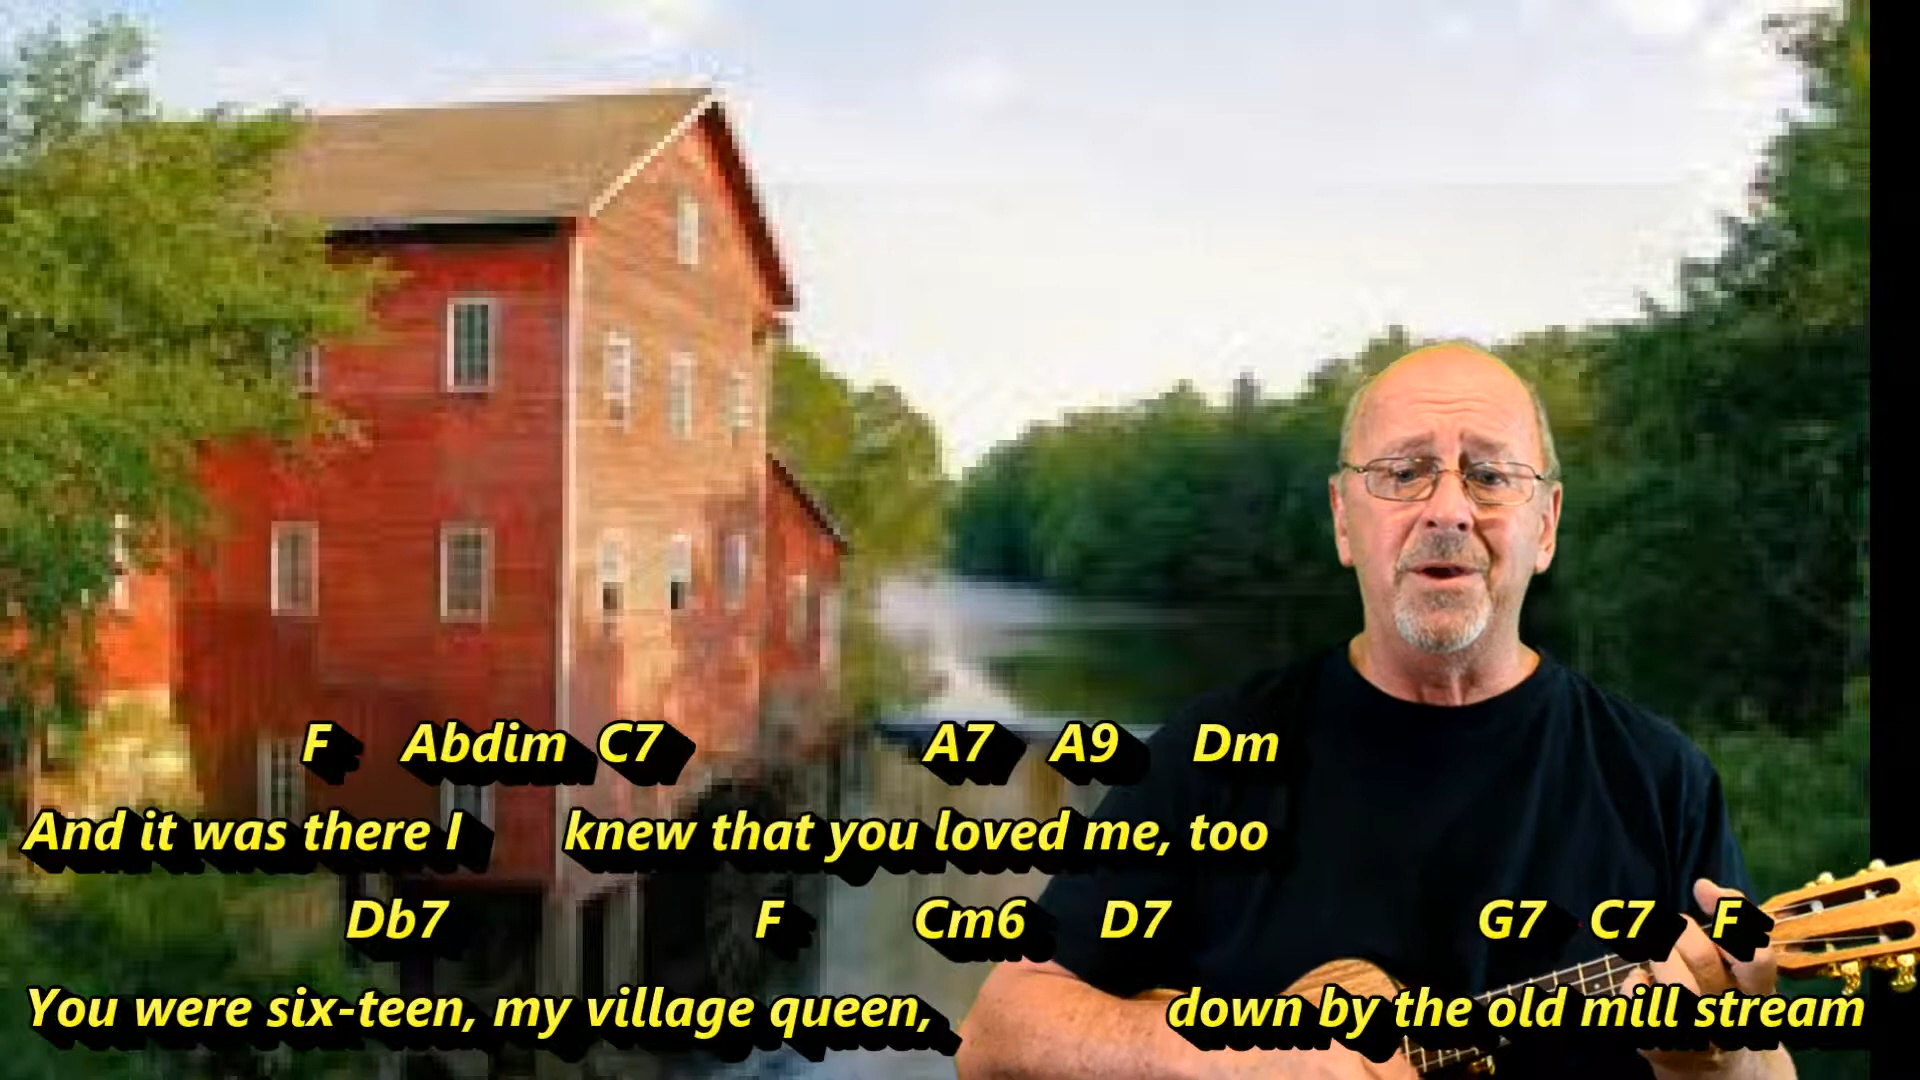 F Abdim C7 A7 A9 Dm
And it was there I knew that you loved me, too
Db7 F Cm6 D7 G7 C7 F
You were six-teen, my village queen, down by the old mill stream